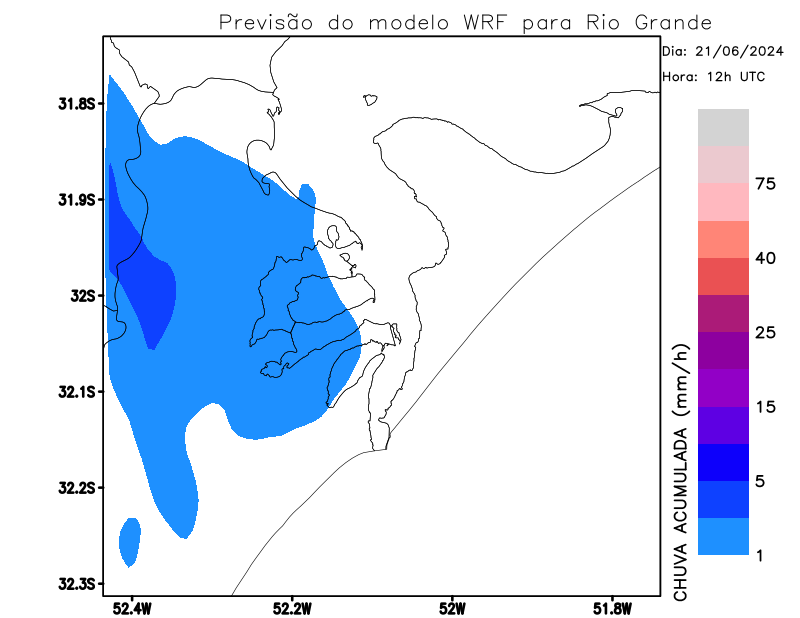 Previsão do modelo WRF para Rio Grande
Dia: 21/06/2024
Hora: 12h UTC
31.8S
31.9S
32S
32.1S
32.2S
32.3S
52.4W
52.2W
52W
51.8W
75
40
25
15
5
1
CHUVA ACUMULADA (mm/h)